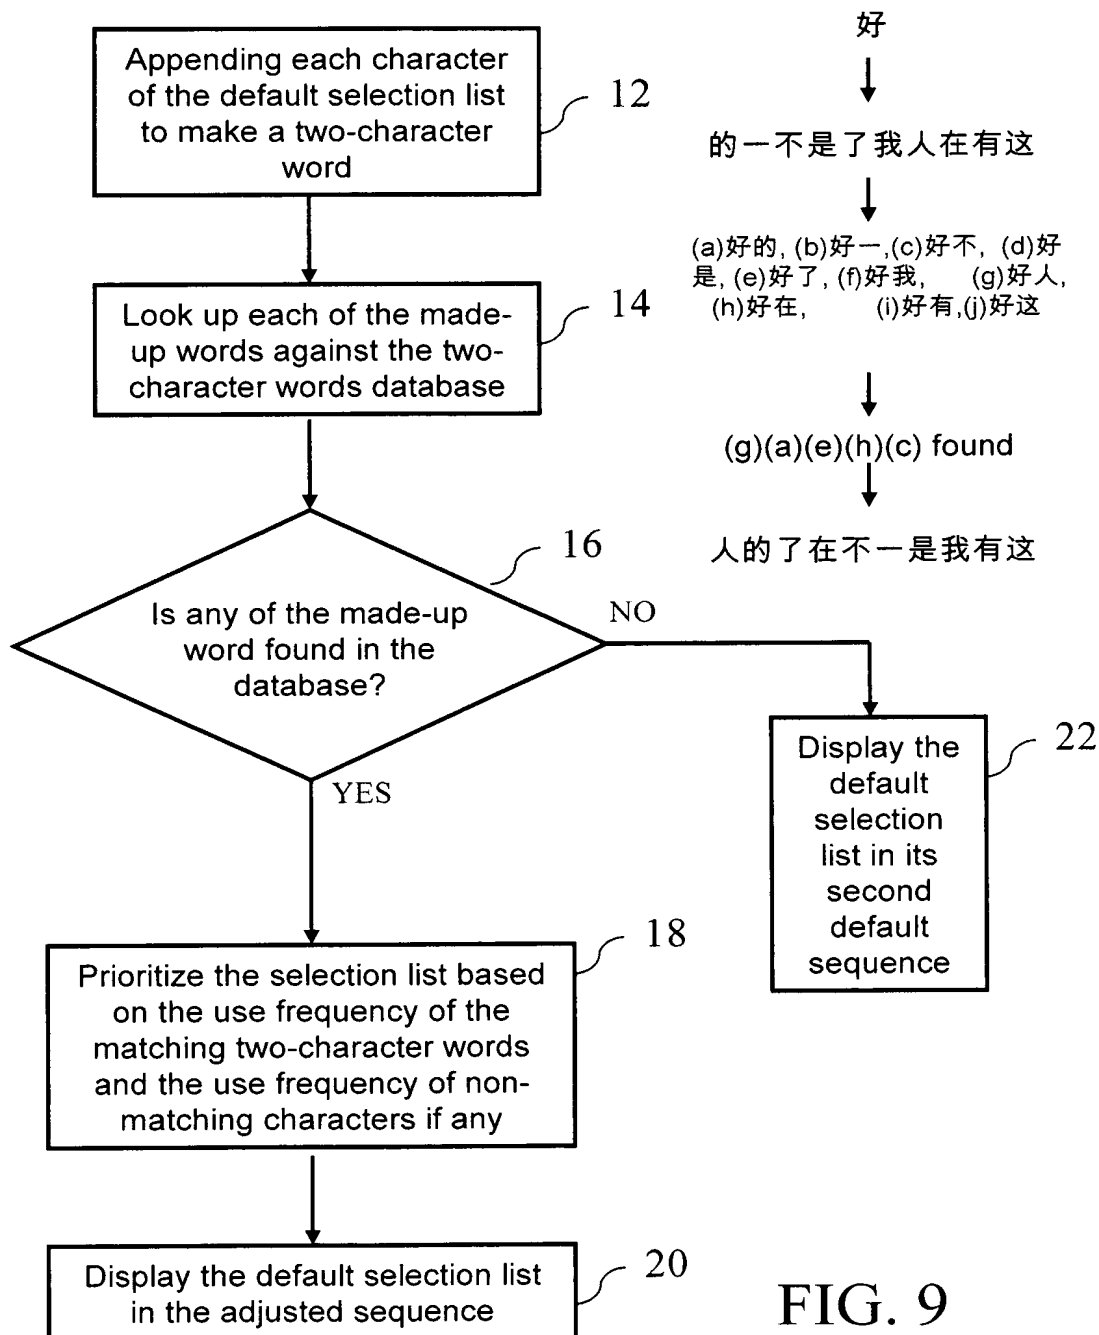 Appending each character
of the default selection list
to make a two-character
word
12
Look up each of the made-
up words against the two-
character words database
14
Is any of the made-up
word found in the
database?
16
NO
YES
Display the
default
selection
list in its
second
default
sequence
22
Prioritize the selection list based
on the use frequency of the
matching two-character words
and the use frequency of non-
matching characters if any
18
Display the default selection list
in the adjusted sequence
20
好
的一不是了我人在有这
(a)好的, (b)好一,(c)好不, (d)好
是, (e)好了, (f)好我, (g)好人,
(h)好在, (i)好有,(j)好这
(g)(a)(e)(h)(c) found
人的了在不一是我有这
FIG. 9